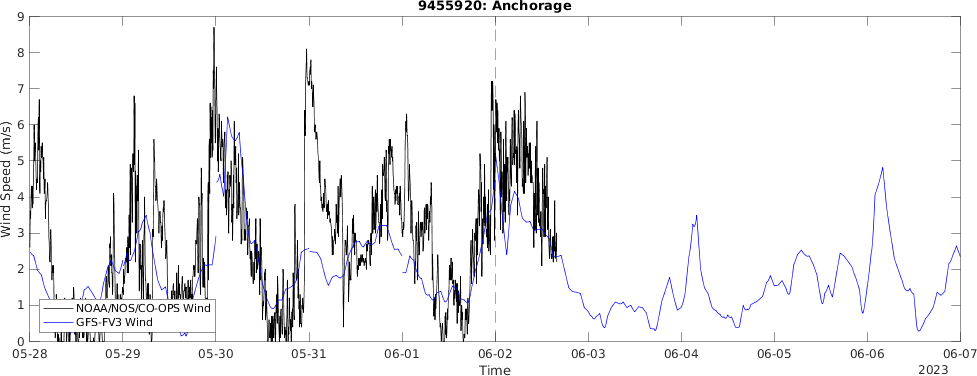 9455920: Anchorage
9
8
7
6
5
4
3
2
1
0
Wind Speed (m/s)
NOAA/NOS/CO-OPS Wind
GFS-FV3 Wind
05-28 05-29 05-30 05-31 06-01 06-02 06-03 06-04 06-05 06-06 06-07
Time
2023